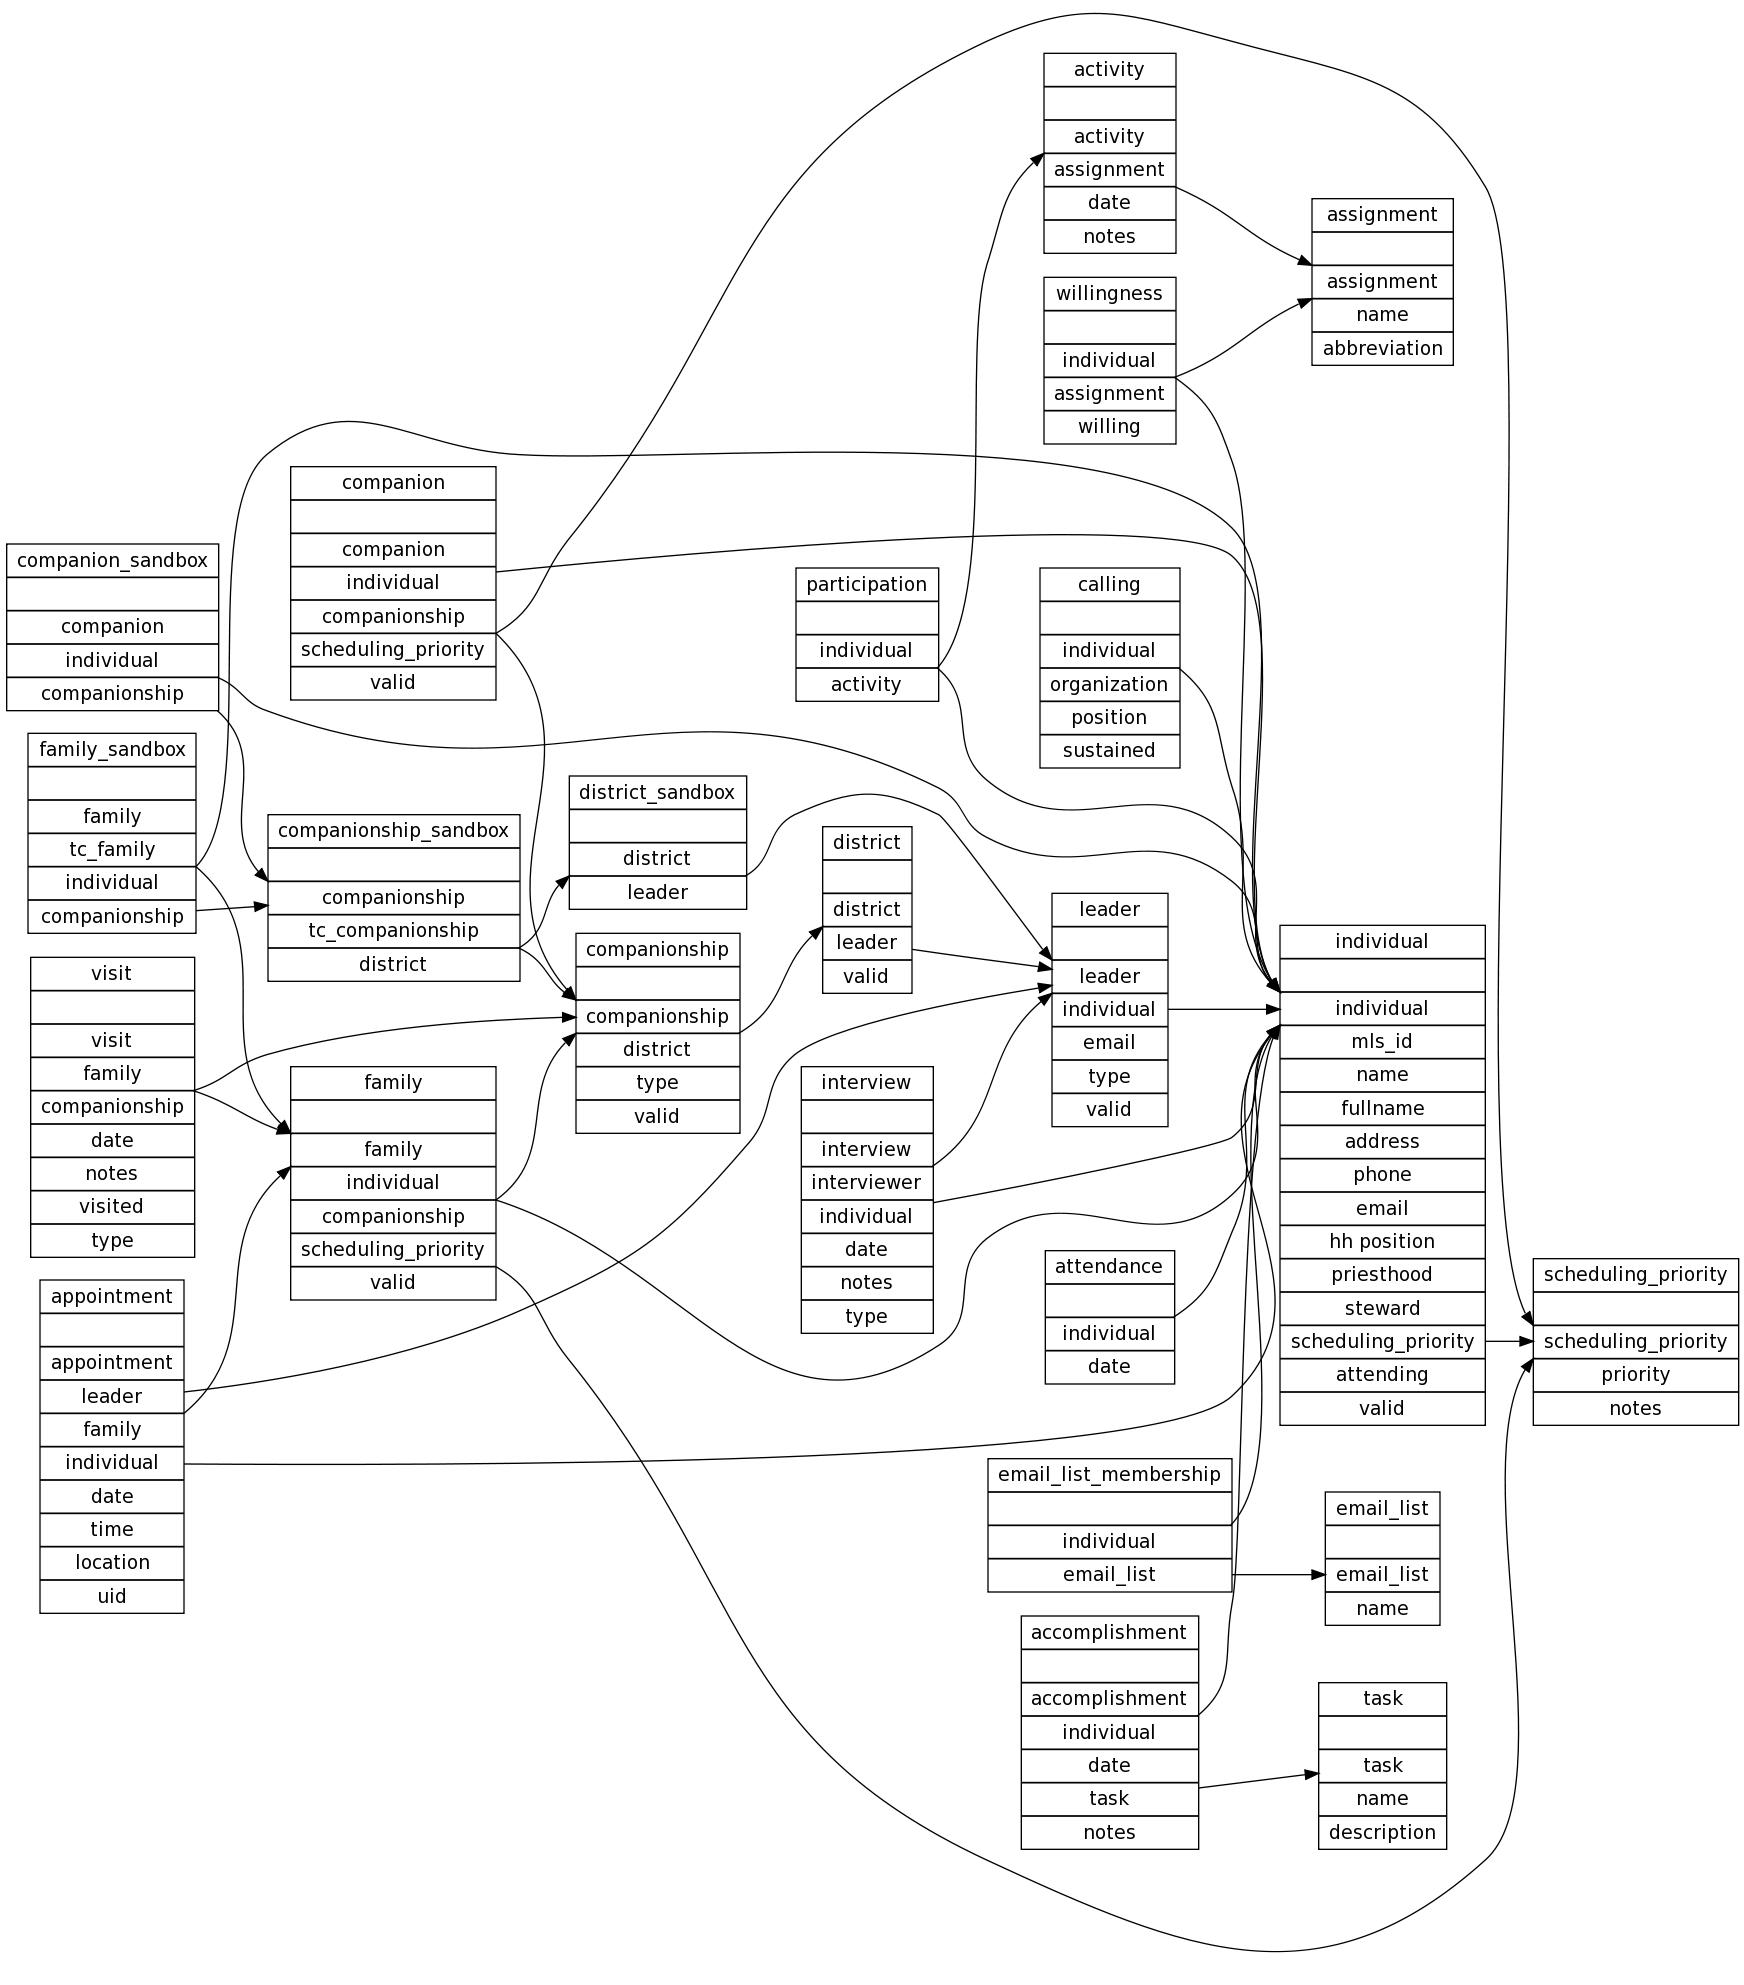 activity
activity
assignment
date
notes
assignment
assignment
name
abbreviation
willingness
individual
assignment
willing
companion
companion
individual
companionship
scheduling_priority
valid
companion_sandbox
companion
individual
companionship
participation
individual
activity
calling
individual
organization
position
sustained
family_sandbox
family
tc_family
individual
companionship
companionship_sandbox
companionship
tc_companionship
district
district_sandbox
district
leader
district
district
leader
valid
leader
leader
individual
email
type
valid
individual
individual
mls_id
name
fullname
address
phone
email
hh position
priesthood
steward
scheduling_priority
attending
valid
companionship
companionship
district
type
valid
visit
visit
family
companionship
date
notes
visited
type
family
family
individual
companionship
scheduling_priority
valid
interview
interview
interviewer
individual
date
notes
type
attendance
individual
date
scheduling_priority
scheduling_priority
priority
notes
appointment
appointment
leader
family
individual
date
time
location
uid
email_list_membership
individual
email_list
email_list
email_list
name
accomplishment
accomplishment
individual
date
task
notes
task
task
name
description